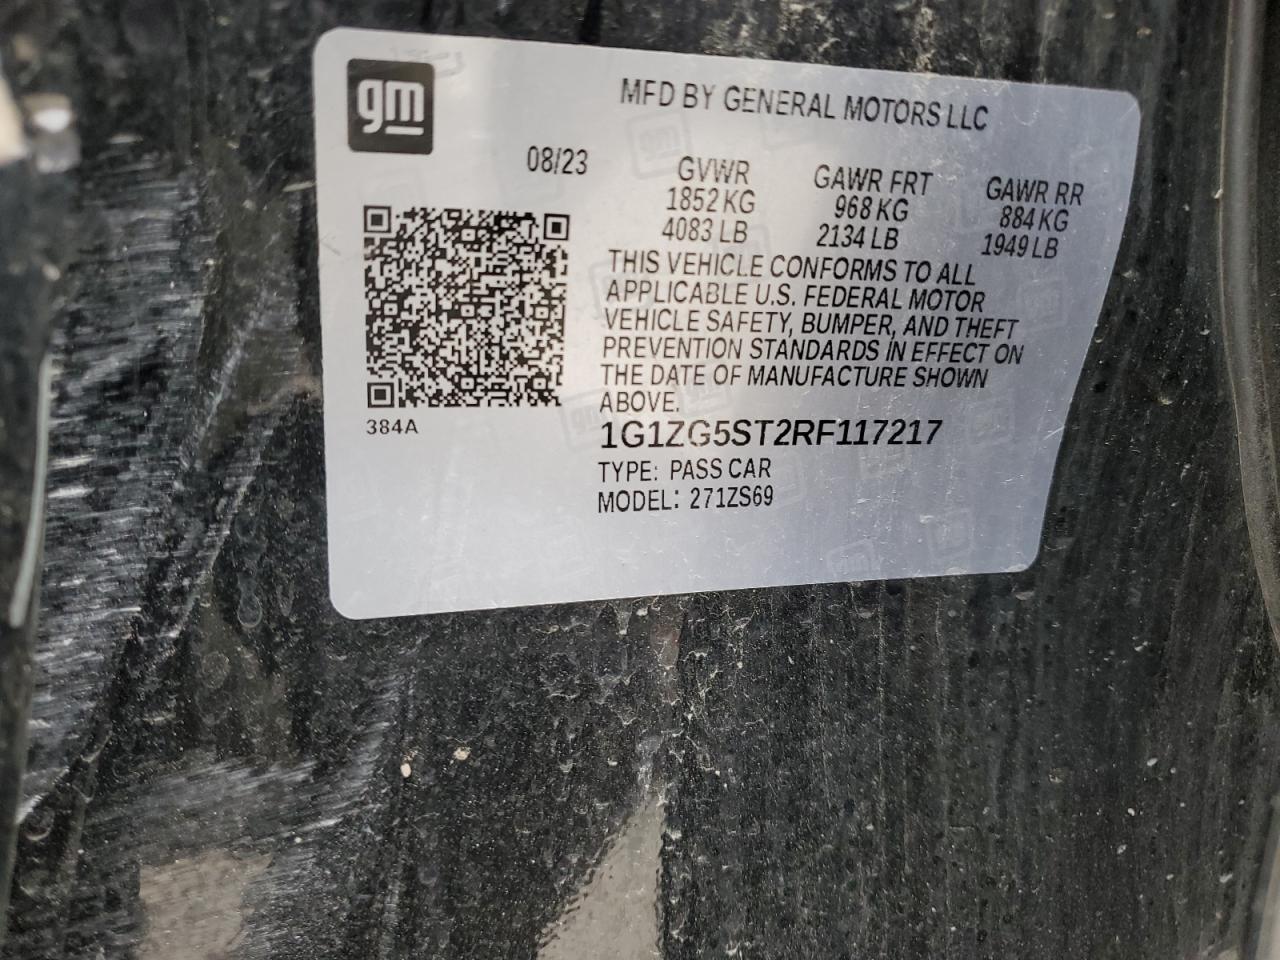 gm
MFD BY GENERAL MOTORS LLC
08/23
GVWR GAWR FRT GAWR RR
1852 KG 968 KG 884 KG
4083 LB 2134 LB 1949 LB
THIS VEHICLE CONFORMS TO ALL
APPLICABLE U.S. FEDERAL MOTOR
VEHICLE SAFETY, BUMPER, AND THEFT
PREVENTION STANDARDS IN EFFECT ON
THE DATE OF MANUFACTURE SHOWN
ABOVE.
384A
1G1ZG5ST2RF117217
TYPE: PASS CAR
MODEL: 271ZS69